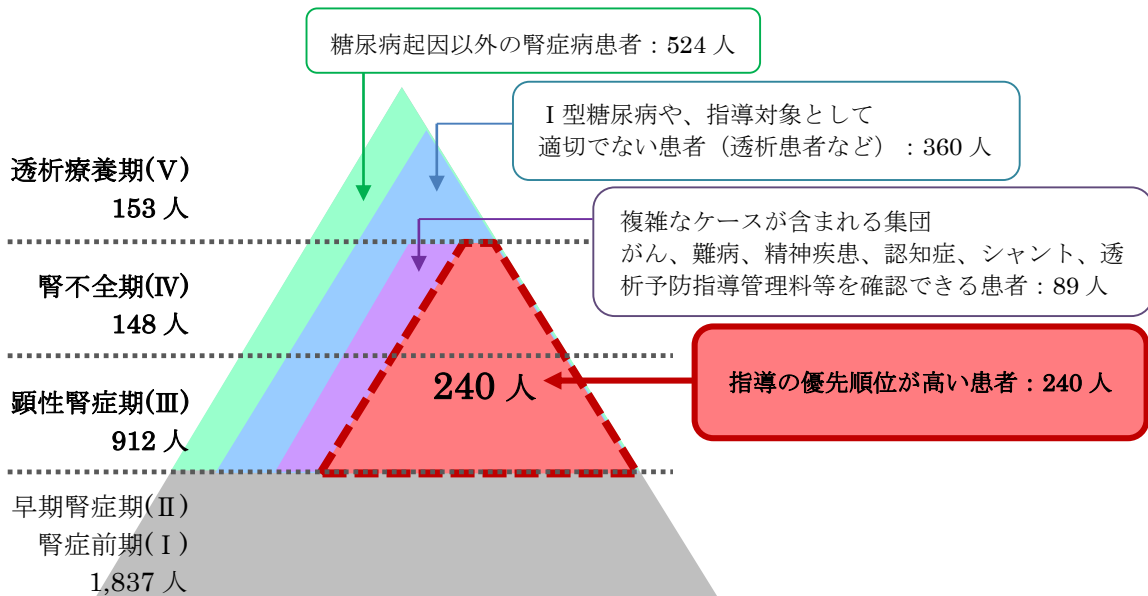 糖尿病起因以外の腎症病患者：524 人
Ⅰ型糖尿病や、指導対象として
適切でない患者（透析患者など）：360 人
複雑なケースが含まれる集団
がん、難病、精神疾患、認知症、シャント、透
析予防指導管理料等を確認できる患者：89 人
透析療養期(Ⅴ)
153 人
腎不全期(Ⅳ)
148 人
顕性腎症期(Ⅲ)
912 人
240 人
指導の優先順位が高い患者：240 人
早期腎症期(Ⅱ)
腎症前期(Ⅰ)
1,837 人